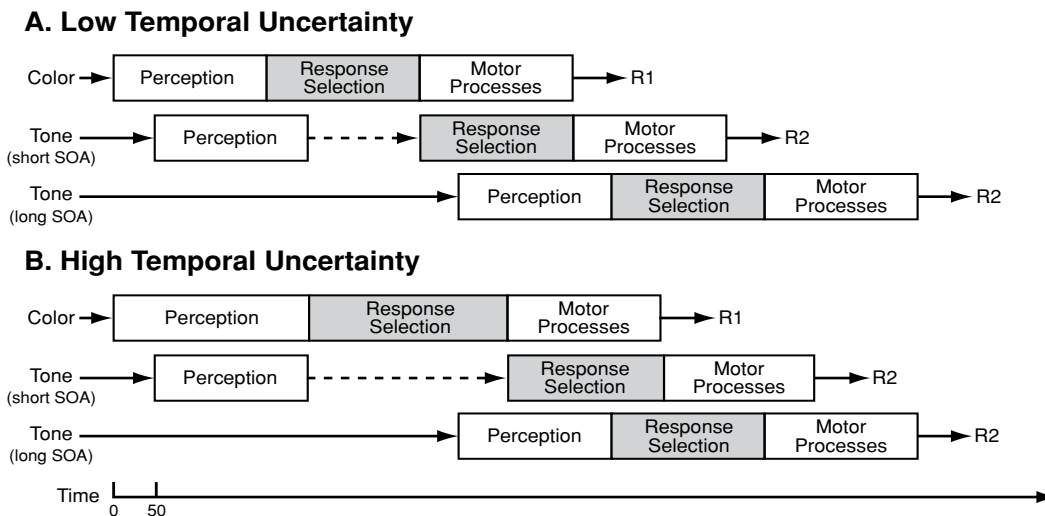 A. Low Temporal Uncertainty
Color
Perception
Response
Selection
Motor
Processes
R1
Tone
(short SOA)
Perception
Response
Selection
Motor
Processes
R2
Tone
(long SOA)
Perception
Response
Selection
Motor
Processes
R2
B. High Temporal Uncertainty
Color
Perception
Response
Selection
Motor
Processes
R1
Tone
(short SOA)
Perception
Response
Selection
Motor
Processes
R2
Tone
(long SOA)
Perception
Response
Selection
Motor
Processes
R2
Time
0 50